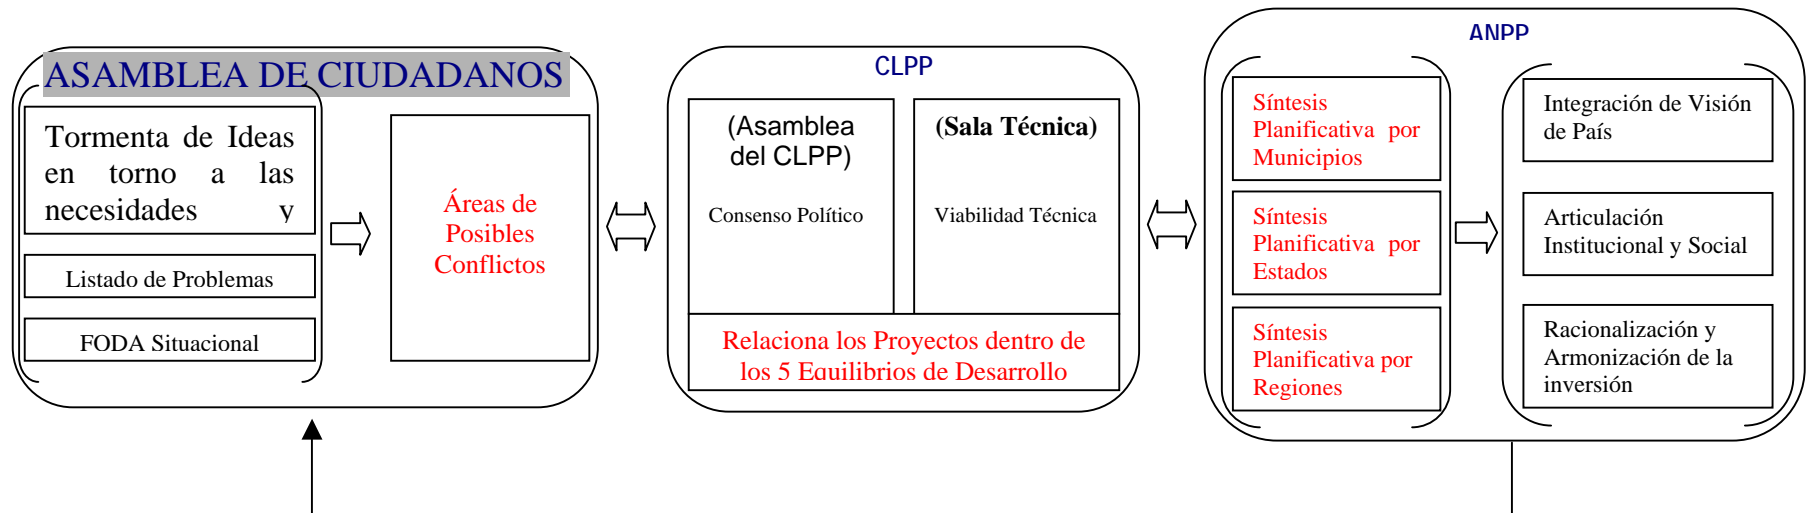 ASAMBLEA DE CIUDADANOS
Tormenta de Ideas
en torno a las
necesidades y
Listado de Problemas
FODA Situacional
Áreas de
Posibles
Conflictos
CLPP
(Asamblea
del CLPP)
Consenso Político
(Sala Técnica)
Viabilidad Técnica
Relaciona los Proyectos dentro de
los 5 Equilibrios de Desarrollo
ANPP
Síntesis
Planificativa por
Municipios
Síntesis
Planificativa por
Estados
Síntesis
Planificativa por
Regiones
Integración de Visión
de País
Articulación
Institucional y Social
Racionalización y
Armonización de la
inversión